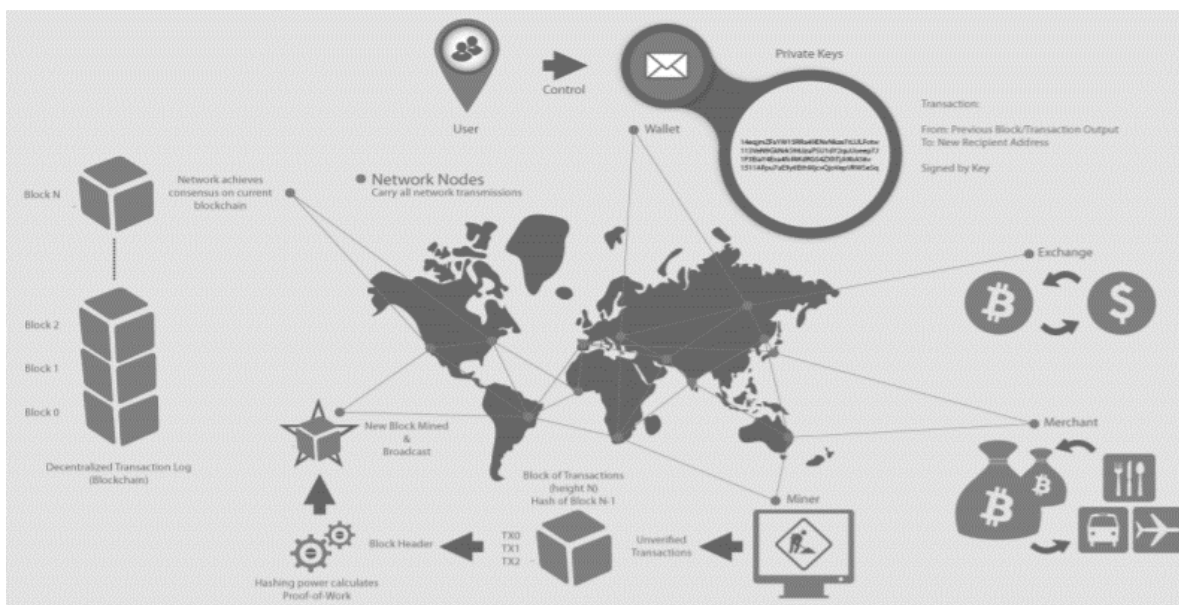 Private Keys
Control
User
Wallet
Transaction:
From: Previous Block/Transaction Output
To: New Recipient Address
Signed by Key
Block N
Network achieves
consensus on current
blockchain
Network Nodes
Carry all network transmissions
Exchange
Block 2
Block 1
Block 0
Merchant
New Block Mined
&
Broadcast
Decentralized Transaction Log
(Blockchain)
Block of Transactions
(height N)
Hash of Block N-1
Miner
TX0
TX1
TX2
Block Header
Unverified
Transactions
Hashing power calculates
Proof-of-Work